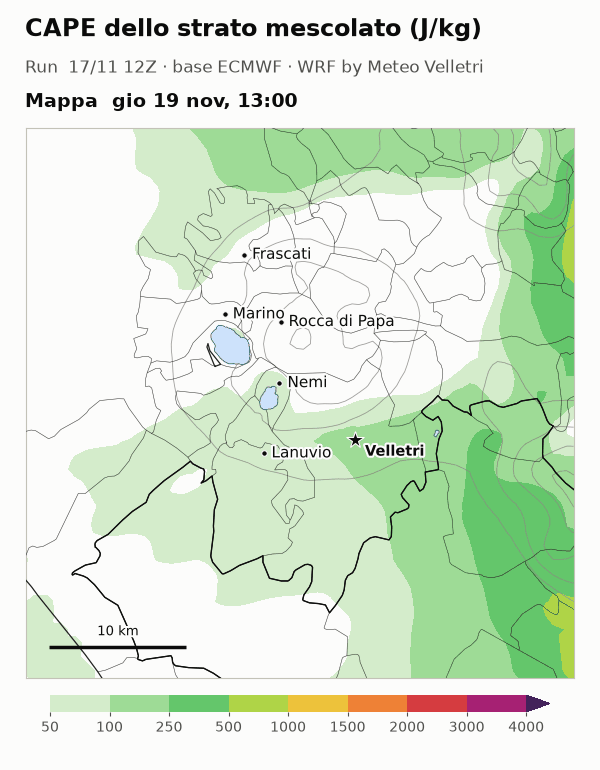 CAPE dello strato mescolato (J/kg)
Run 17/11 12Z · base ECMWF · WRF by Meteo Velletri
Mappa gio 19 nov, 13:00
Frascati
Marino
Rocca di Papa
Nemi
Velletri
Lanuvio
10 km
50 100 250 500 1000 1500 2000 3000 4000